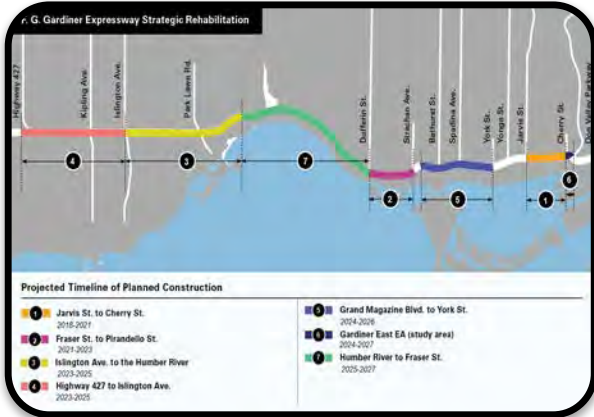 F. G. Gardiner Expressway Strategic Rehabilitation
Highway 427
Kipling Ave.
Islington Ave.
Park Lawn Rd.
Dufferin St.
Strachan Ave.
Bathurst St.
Spadina Ave.
York St.
Yonge St.
Jarvis St.
Cherry St.
Don Valley Parkway
4
3
7
2
5
1
6
Projected Timeline of Planned Construction
1 Jarvis St. to Cherry St.
2018-2021
2 Fraser St. to Pirandello St.
2021-2023
3 Islington Ave. to the Humber River
2023-2025
4 Highway 427 to Islington Ave.
2023-2025
5 Grand Magazine Blvd. to York St.
2024-2026
6 Gardiner East EA (study area)
2024-2027
7 Humber River to Fraser St.
2025-2027